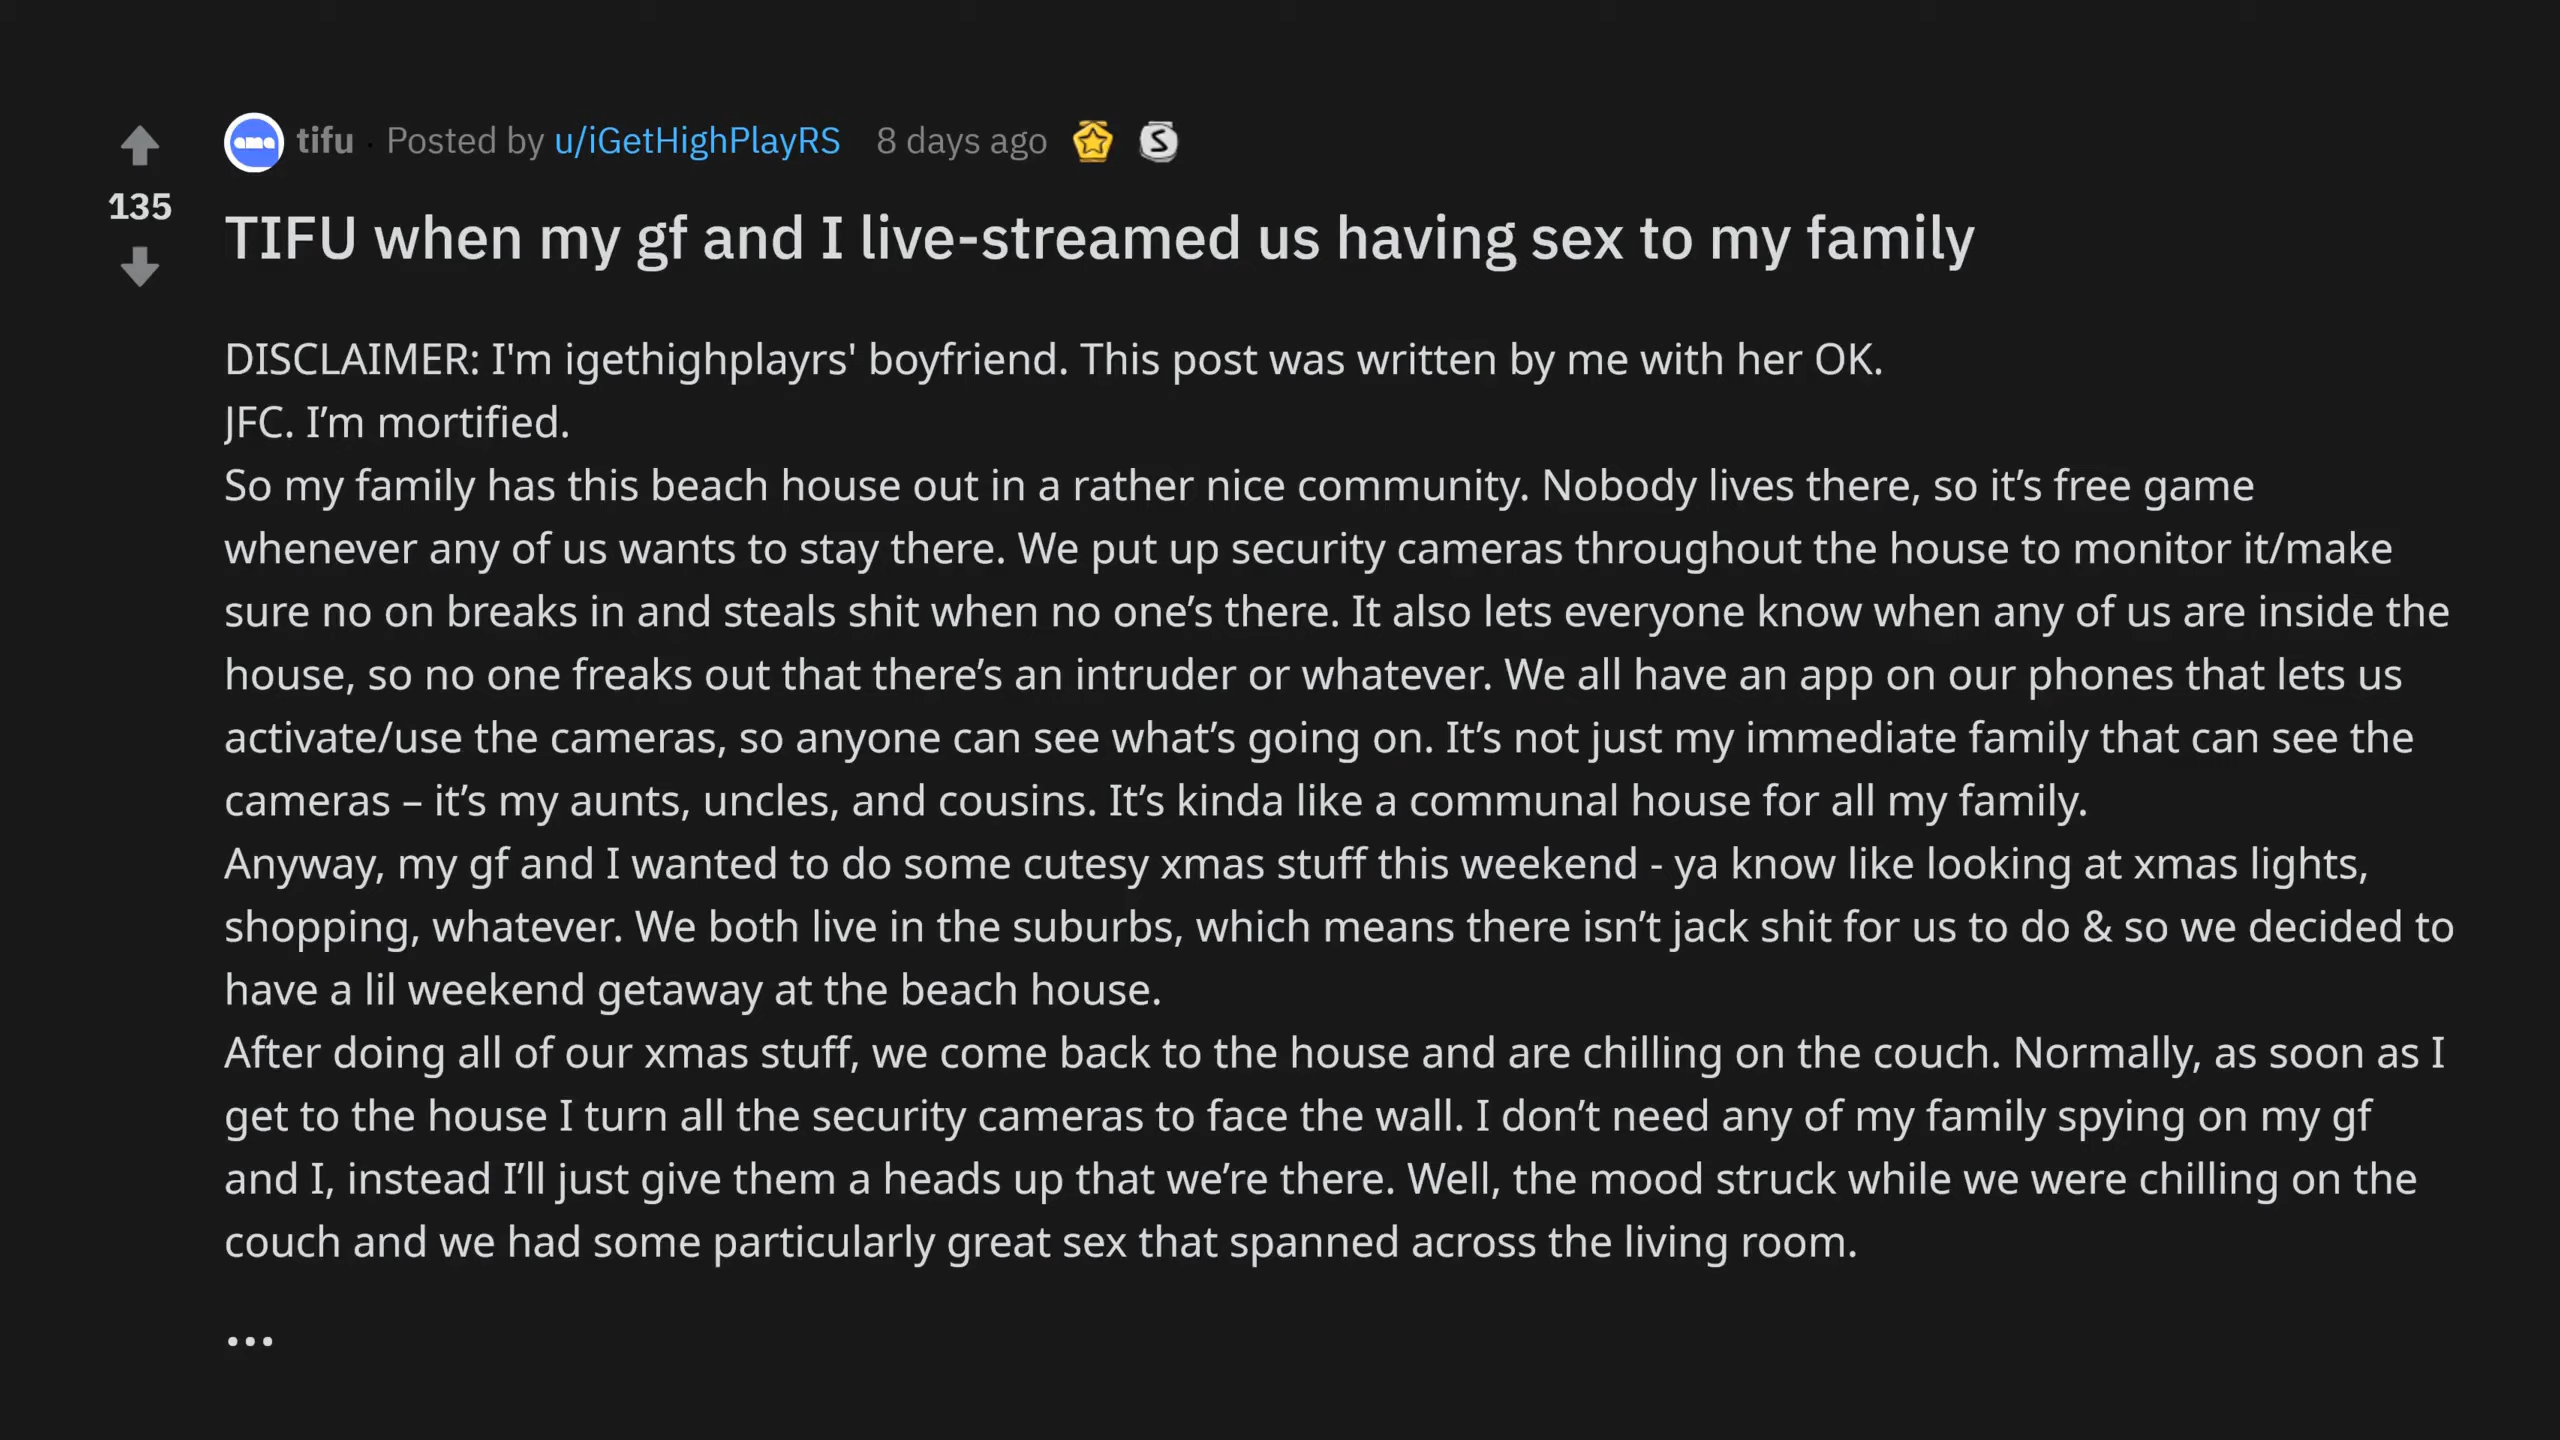 ama tifu · Posted by u/iGetHighPlayRS 8 days ago S
135
TIFU when my gf and I live-streamed us having sex to my family
DISCLAIMER: I'm igethighplayrs' boyfriend. This post was written by me with her OK.
JFC. I’m mortified.
So my family has this beach house out in a rather nice community. Nobody lives there, so it’s free game
whenever any of us wants to stay there. We put up security cameras throughout the house to monitor it/make
sure no on breaks in and steals shit when no one’s there. It also lets everyone know when any of us are inside the
house, so no one freaks out that there’s an intruder or whatever. We all have an app on our phones that lets us
activate/use the cameras, so anyone can see what’s going on. It’s not just my immediate family that can see the
cameras – it’s my aunts, uncles, and cousins. It’s kinda like a communal house for all my family.
Anyway, my gf and I wanted to do some cutesy xmas stuff this weekend - ya know like looking at xmas lights,
shopping, whatever. We both live in the suburbs, which means there isn’t jack shit for us to do & so we decided to
have a lil weekend getaway at the beach house.
After doing all of our xmas stuff, we come back to the house and are chilling on the couch. Normally, as soon as I
get to the house I turn all the security cameras to face the wall. I don’t need any of my family spying on my gf
and I, instead I’ll just give them a heads up that we’re there. Well, the mood struck while we were chilling on the
couch and we had some particularly great sex that spanned across the living room.
...